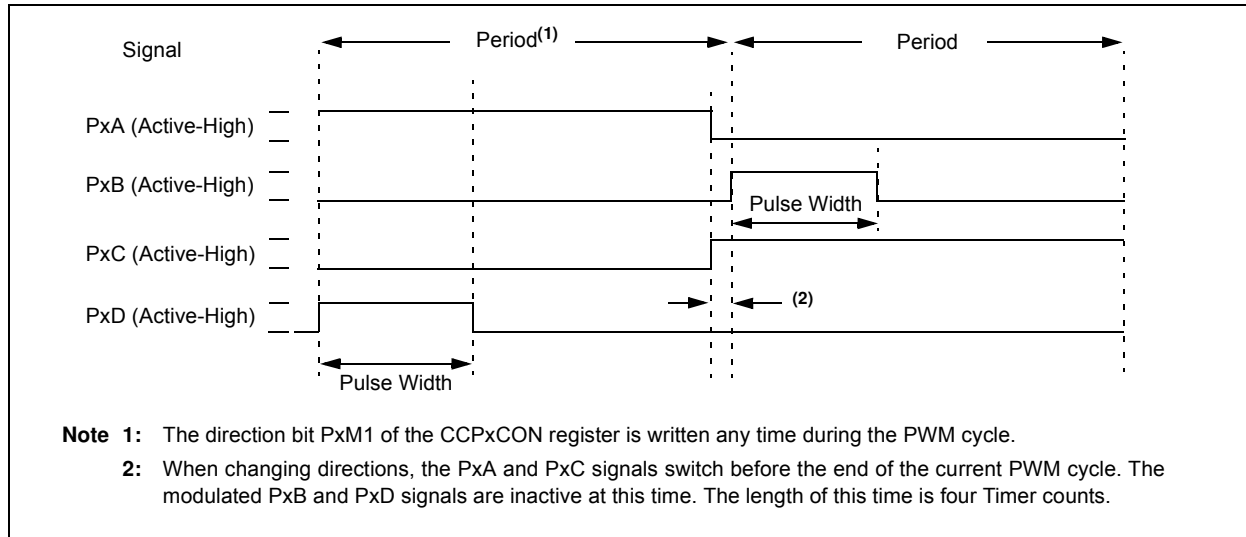 Signal
Period(1)
Period
PxA (Active-High)
PxB (Active-High)
Pulse Width
PxC (Active-High)
(2)
PxD (Active-High)
Pulse Width
Note 1: The direction bit PxM1 of the CCPxCON register is written any time during the PWM cycle.
2: When changing directions, the PxA and PxC signals switch before the end of the current PWM cycle. The
modulated PxB and PxD signals are inactive at this time. The length of this time is four Timer counts.